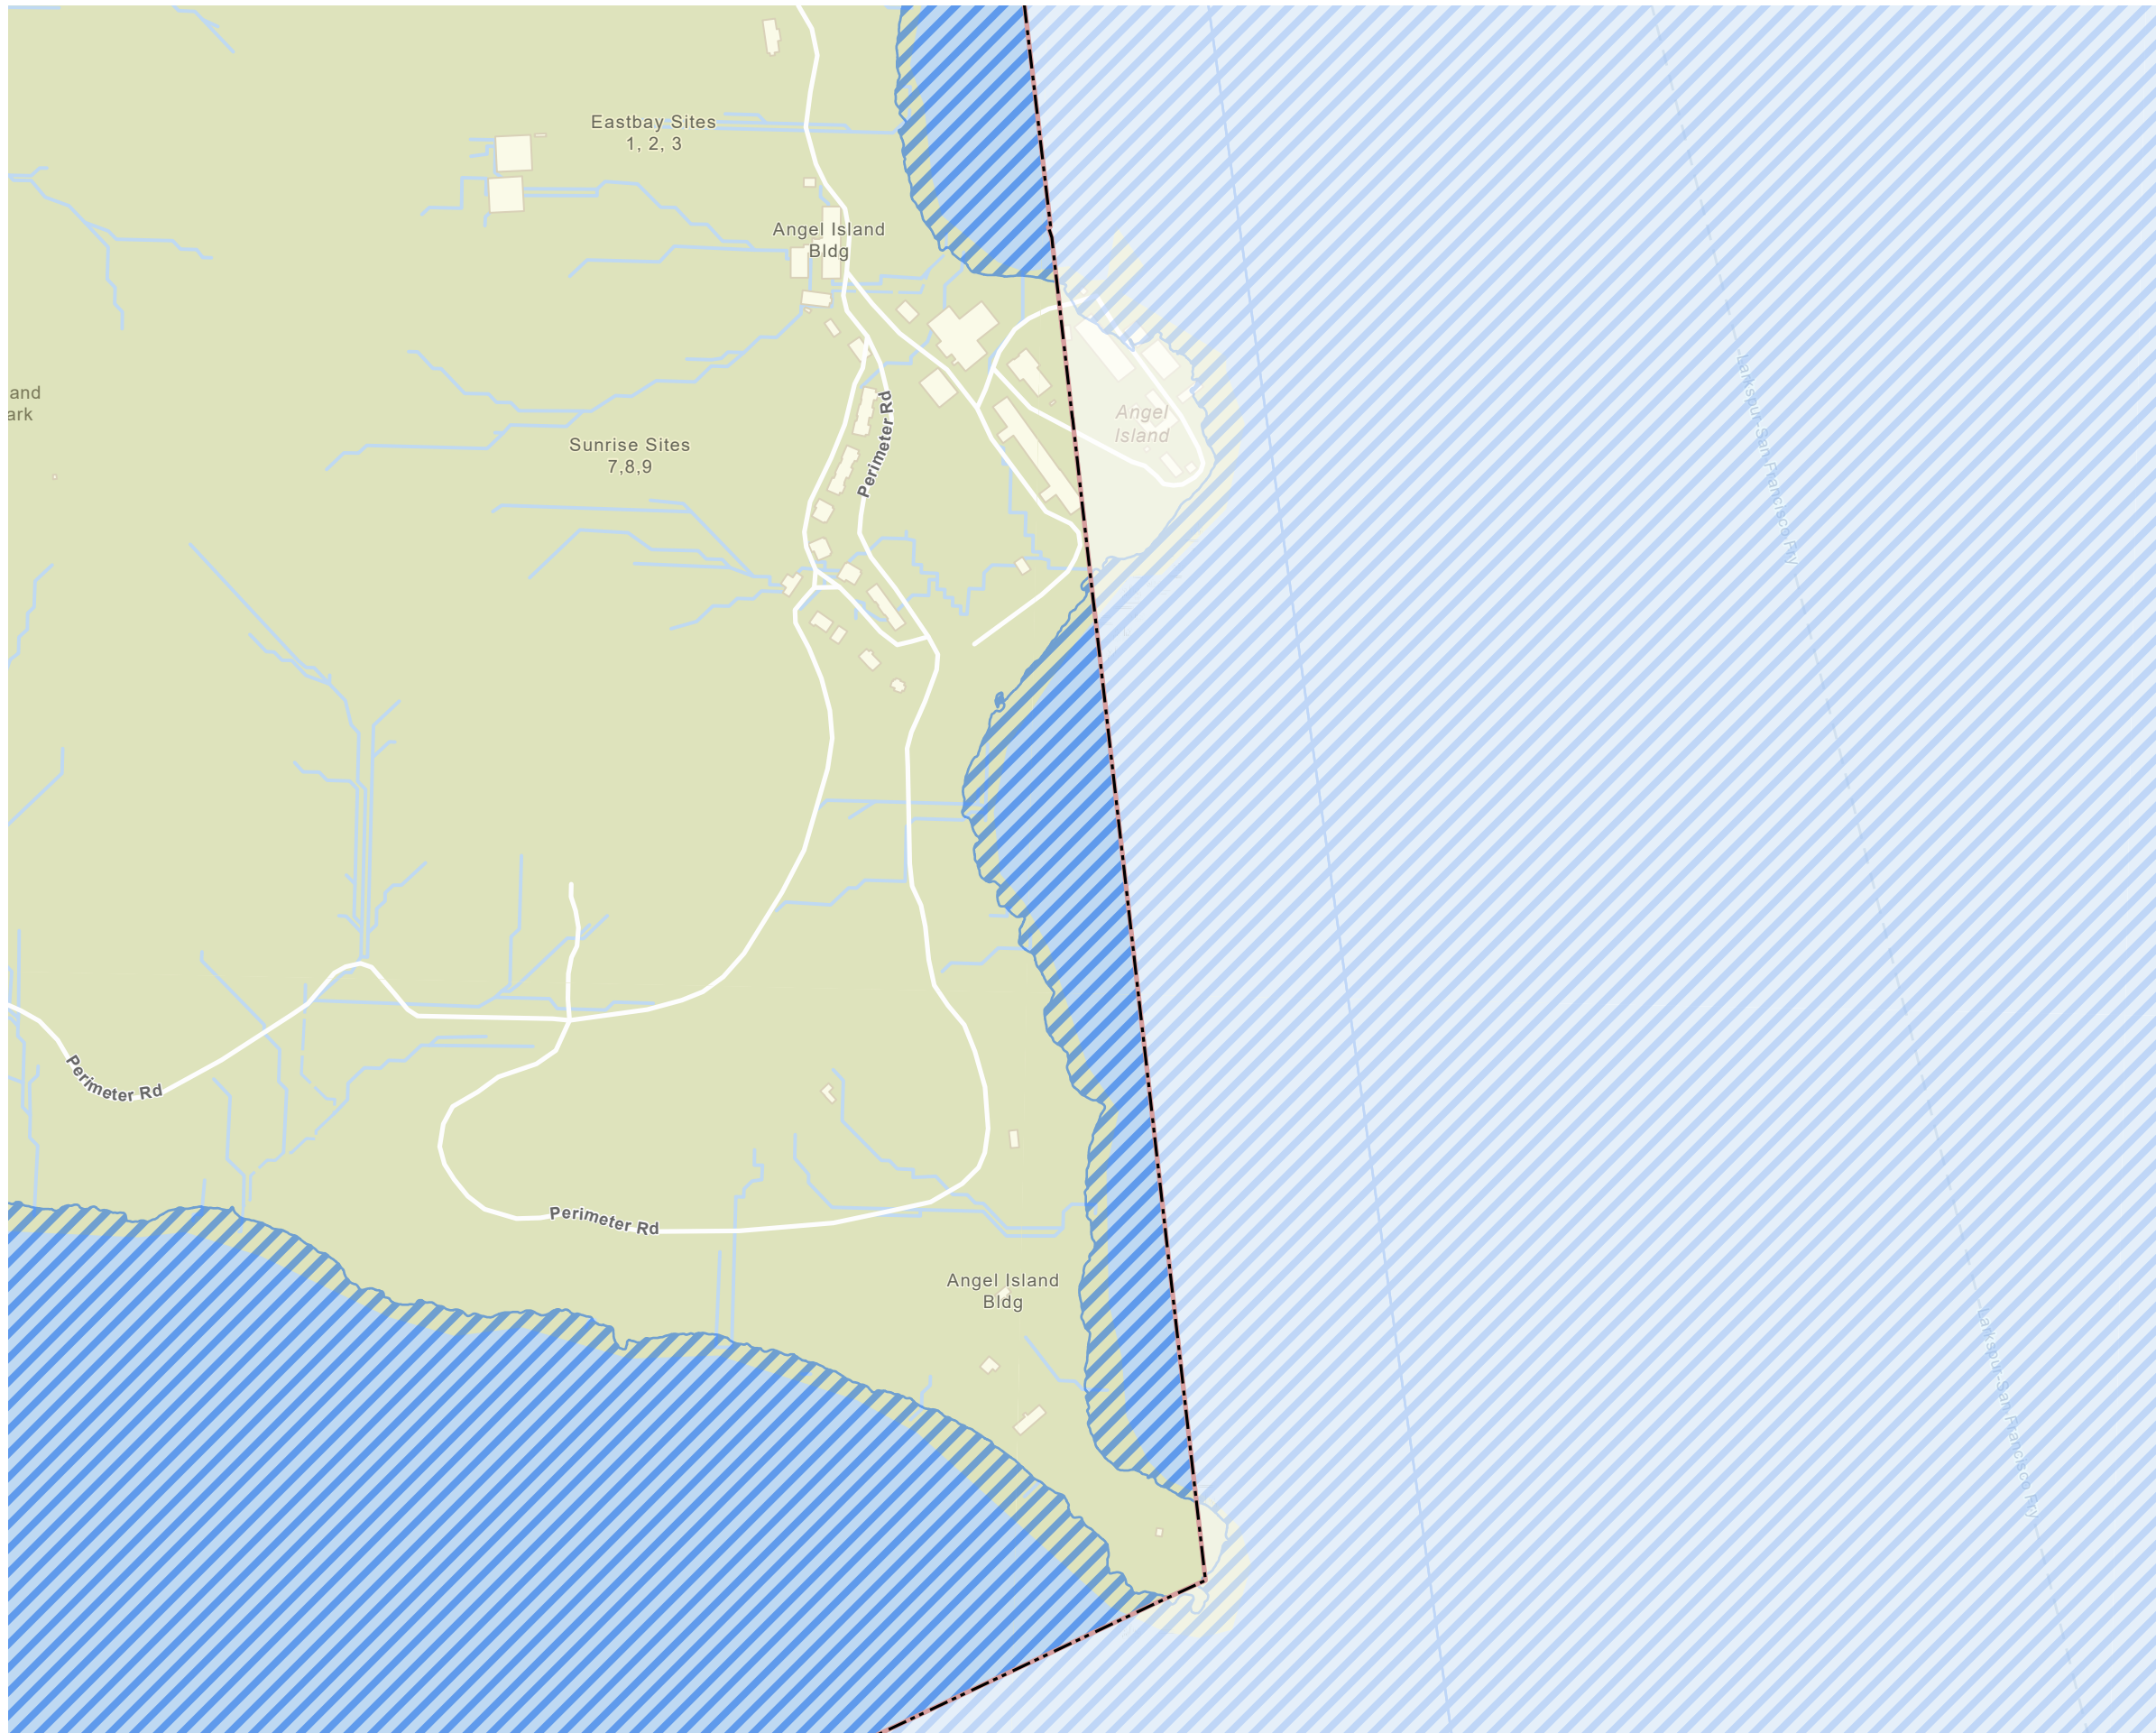 Eastbay Sites
1, 2, 3
Angel Island
Bldg
and
ark
Larkspur-San Francisco Fry
Angel
Island
Sunrise Sites
7,8,9
Perimeter Rd
Perimeter Rd
Perimeter Rd
Angel Island
Bldg
Larkspur-San Francisco Fry